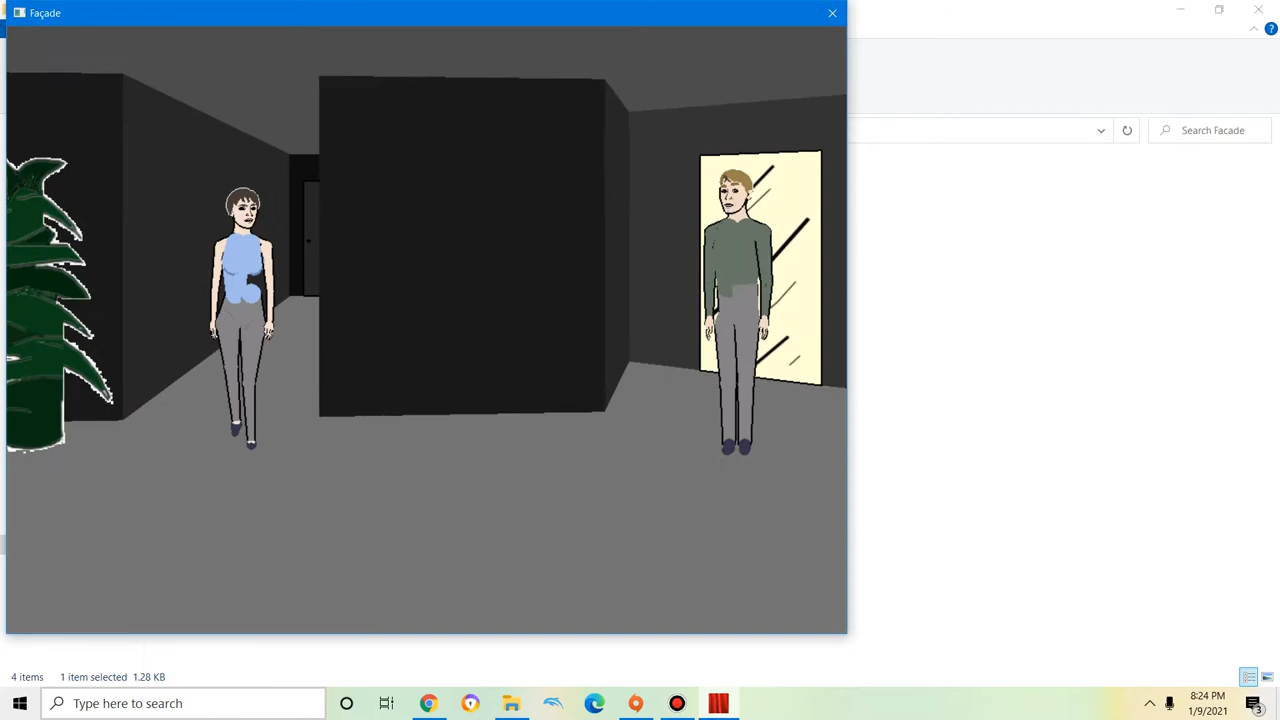 Façade
Search Facade
4 items 1 item selected 1.28 KB
Type here to search
8:24 PM
1/9/2021
3